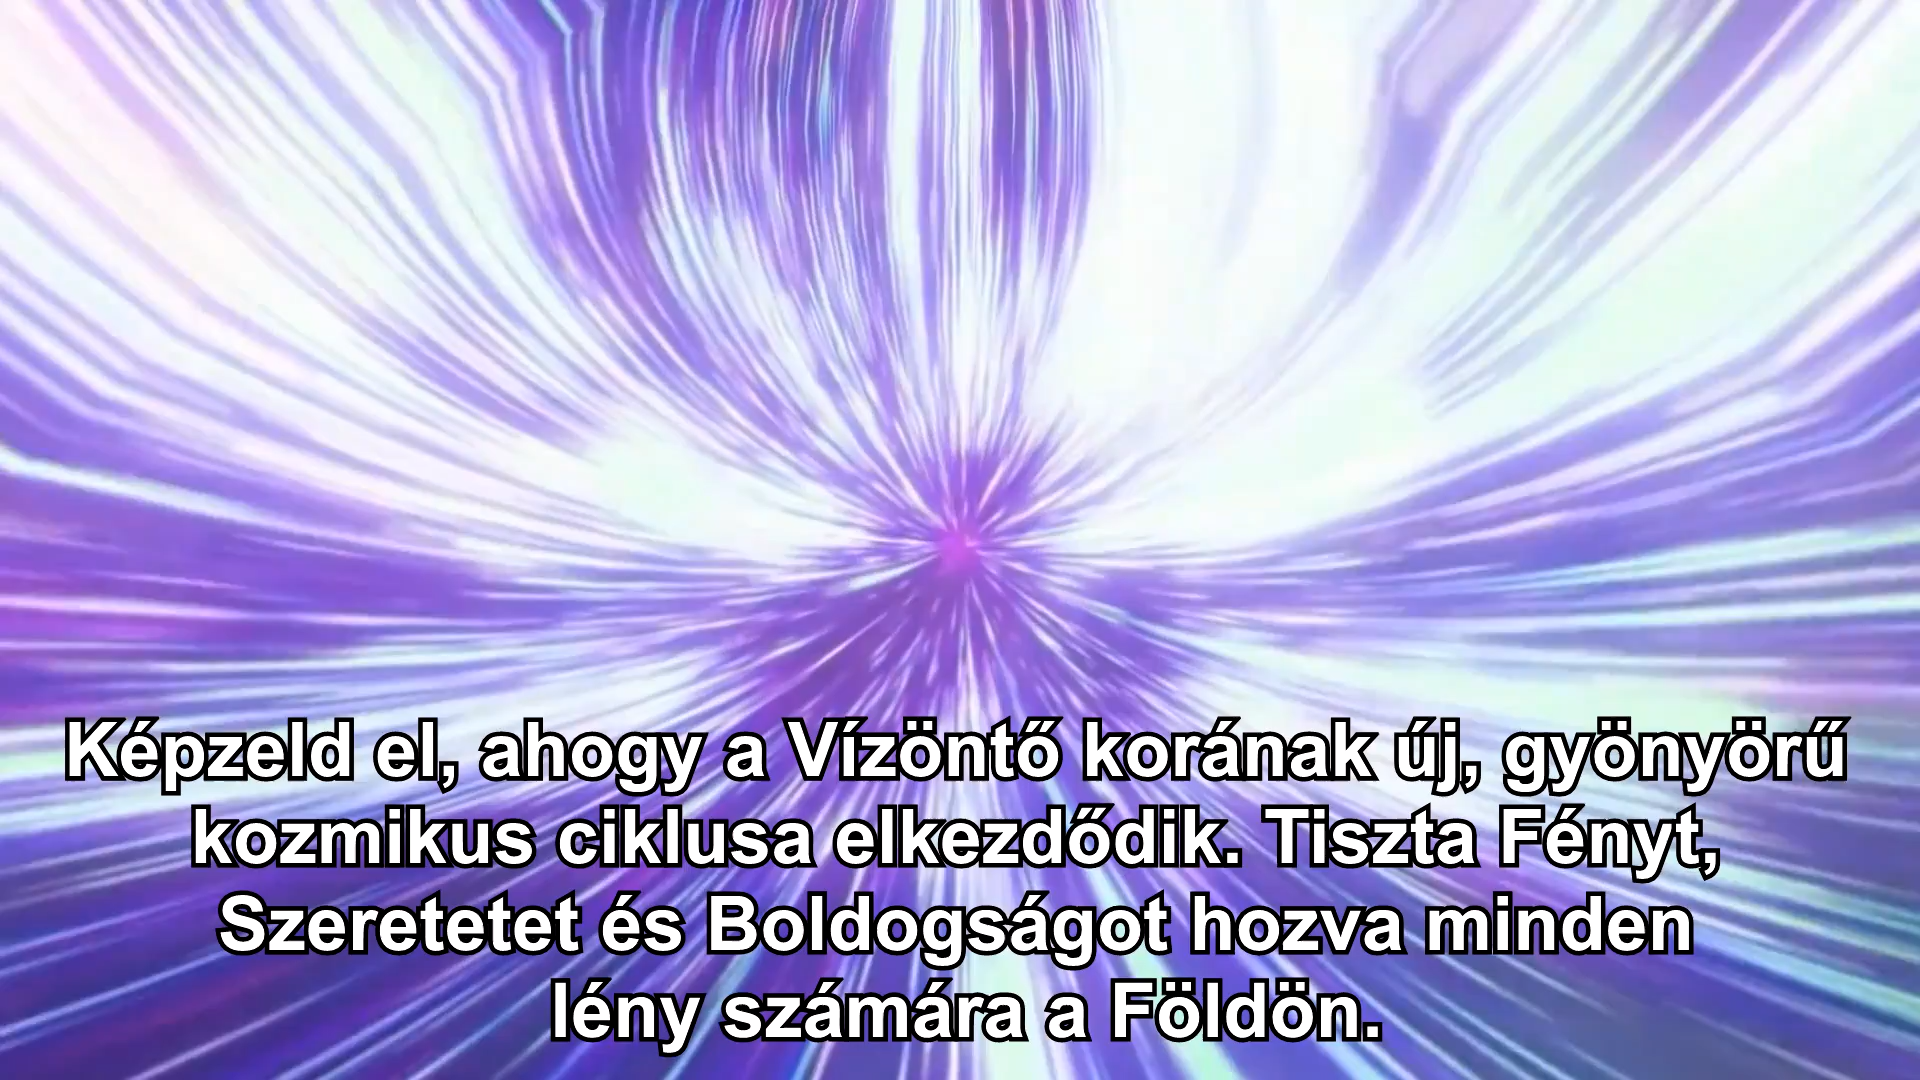 Képzeld el, ahogy a Vízöntő korának új, gyönyörű
kozmikus ciklusa elkezdődik. Tiszta Fényt,
Szeretetet és Boldogságot hozva minden
lény számára a Földön.